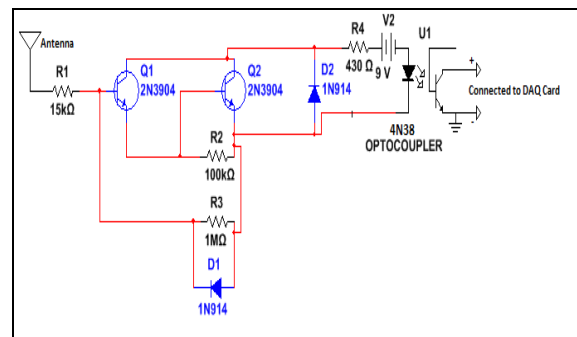 Antenna
R1
15kΩ
Q1
2N3904
Q2
2N3904
R2
100kΩ
R3
1MΩ
D1
1N914
D2
1N914
R4
430 Ω
V2
9 V
U1
+
Connected to DAQ Card
-
4N38
OPTOCOUPLER